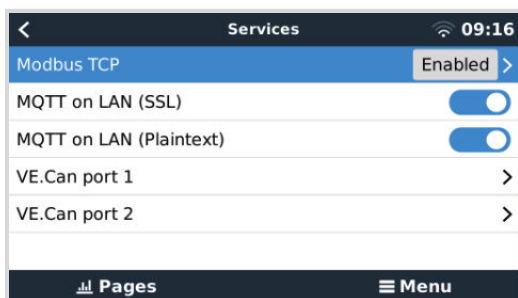 Services 09:16
Modbus TCP Enabled
MQTT on LAN (SSL)
MQTT on LAN (Plaintext)
VE.Can port 1
VE.Can port 2
Pages Menu